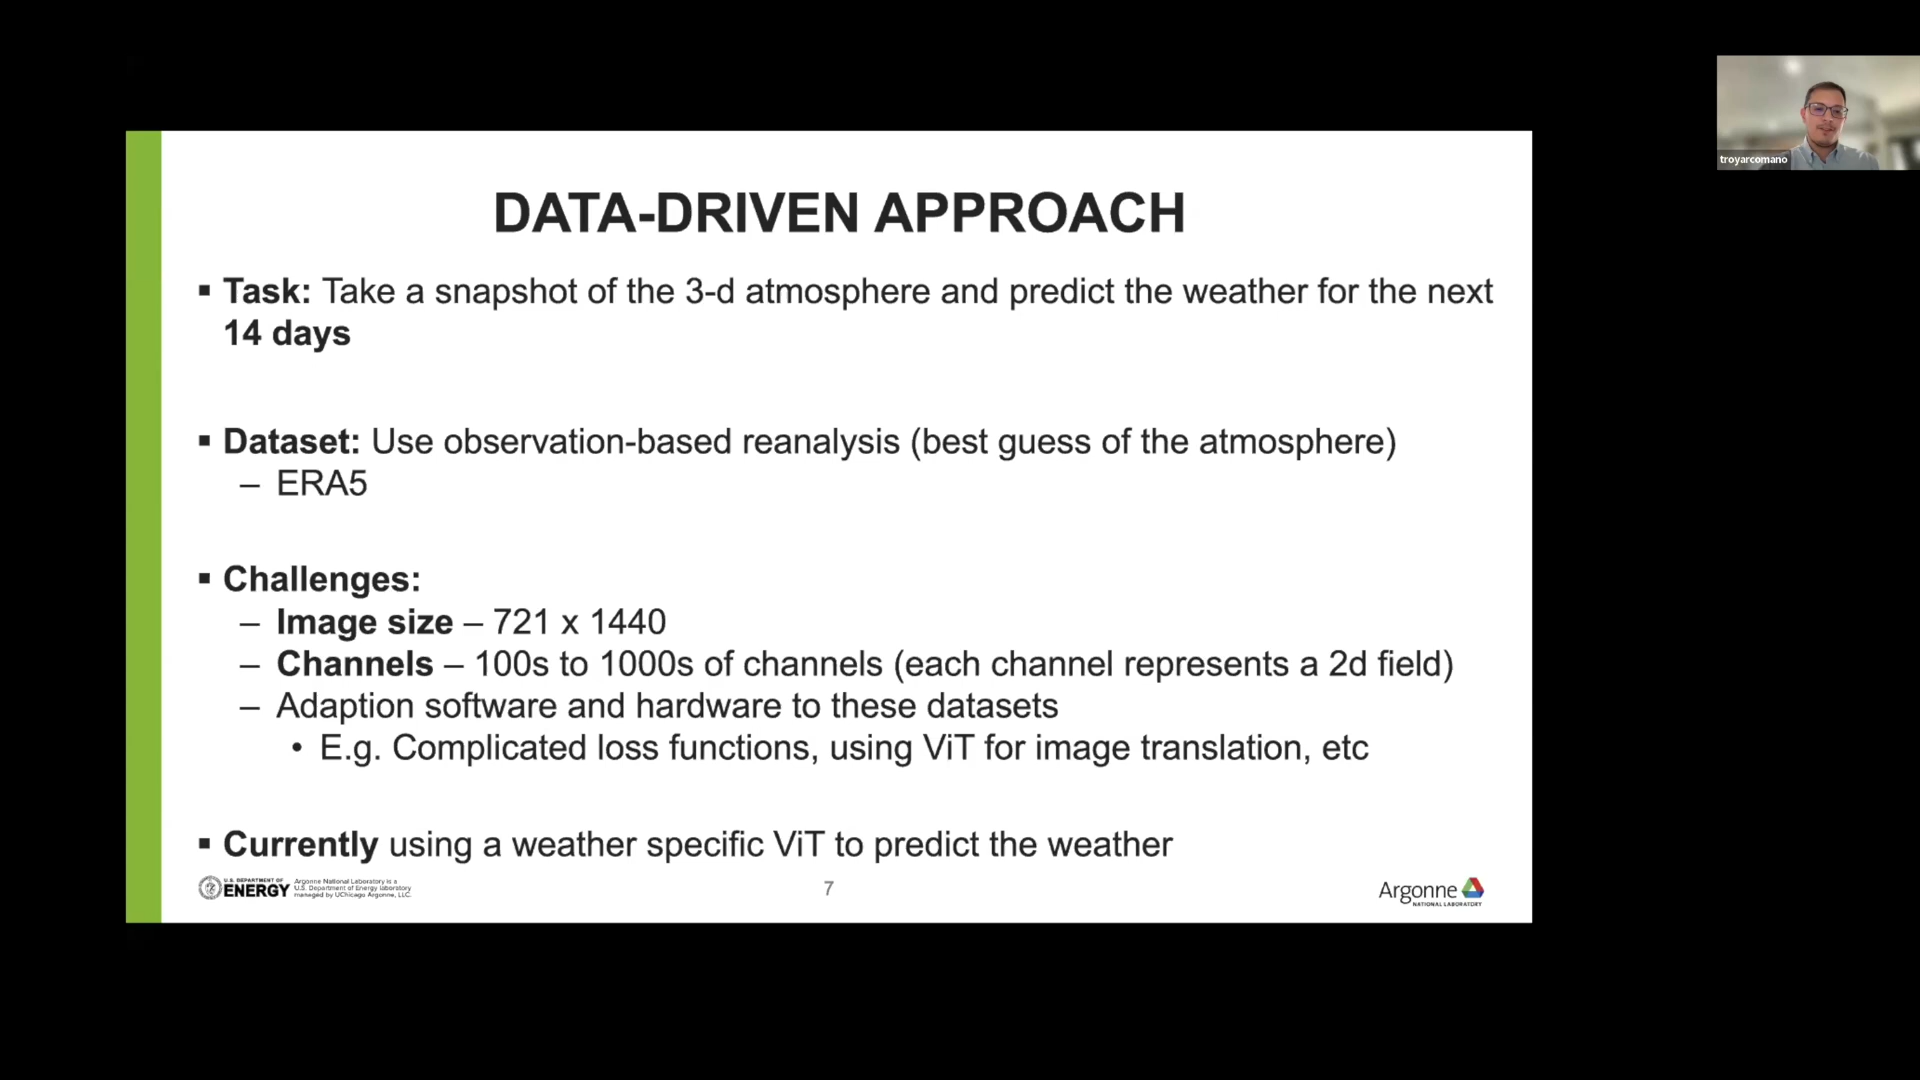 DATA-DRIVEN APPROACH
▪ Task: Take a snapshot of the 3-d atmosphere and predict the weather for the next
14 days
▪ Dataset: Use observation-based reanalysis (best guess of the atmosphere)
– ERA5
▪ Challenges:
– Image size – 721 x 1440
– Channels – 100s to 1000s of channels (each channel represents a 2d field)
– Adaption software and hardware to these datasets
• E.g. Complicated loss functions, using ViT for image translation, etc
▪ Currently using a weather specific ViT to predict the weather
U.S. DEPARTMENT OF
ENERGY
Argonne National Laboratory is a
U.S. Department of Energy laboratory
managed by UChicago Argonne, LLC.
7
Argonne
NATIONAL LABORATORY
troyarcomano